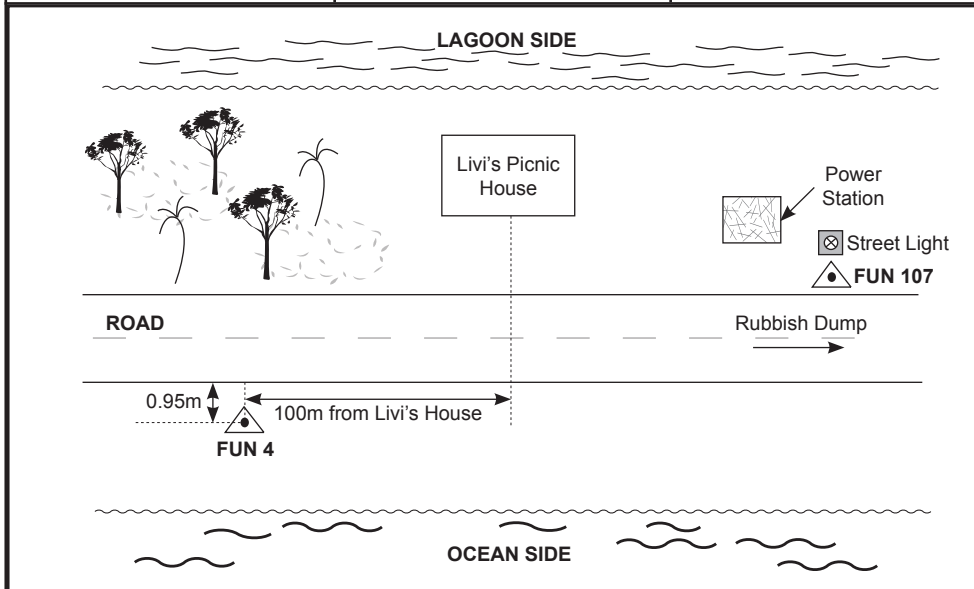 LAGOON SIDE
Livi's Picnic
House
Power
Station
Street Light
FUN 107
ROAD
Rubbish Dump
0.95m
100m from Livi's House
FUN 4
OCEAN SIDE